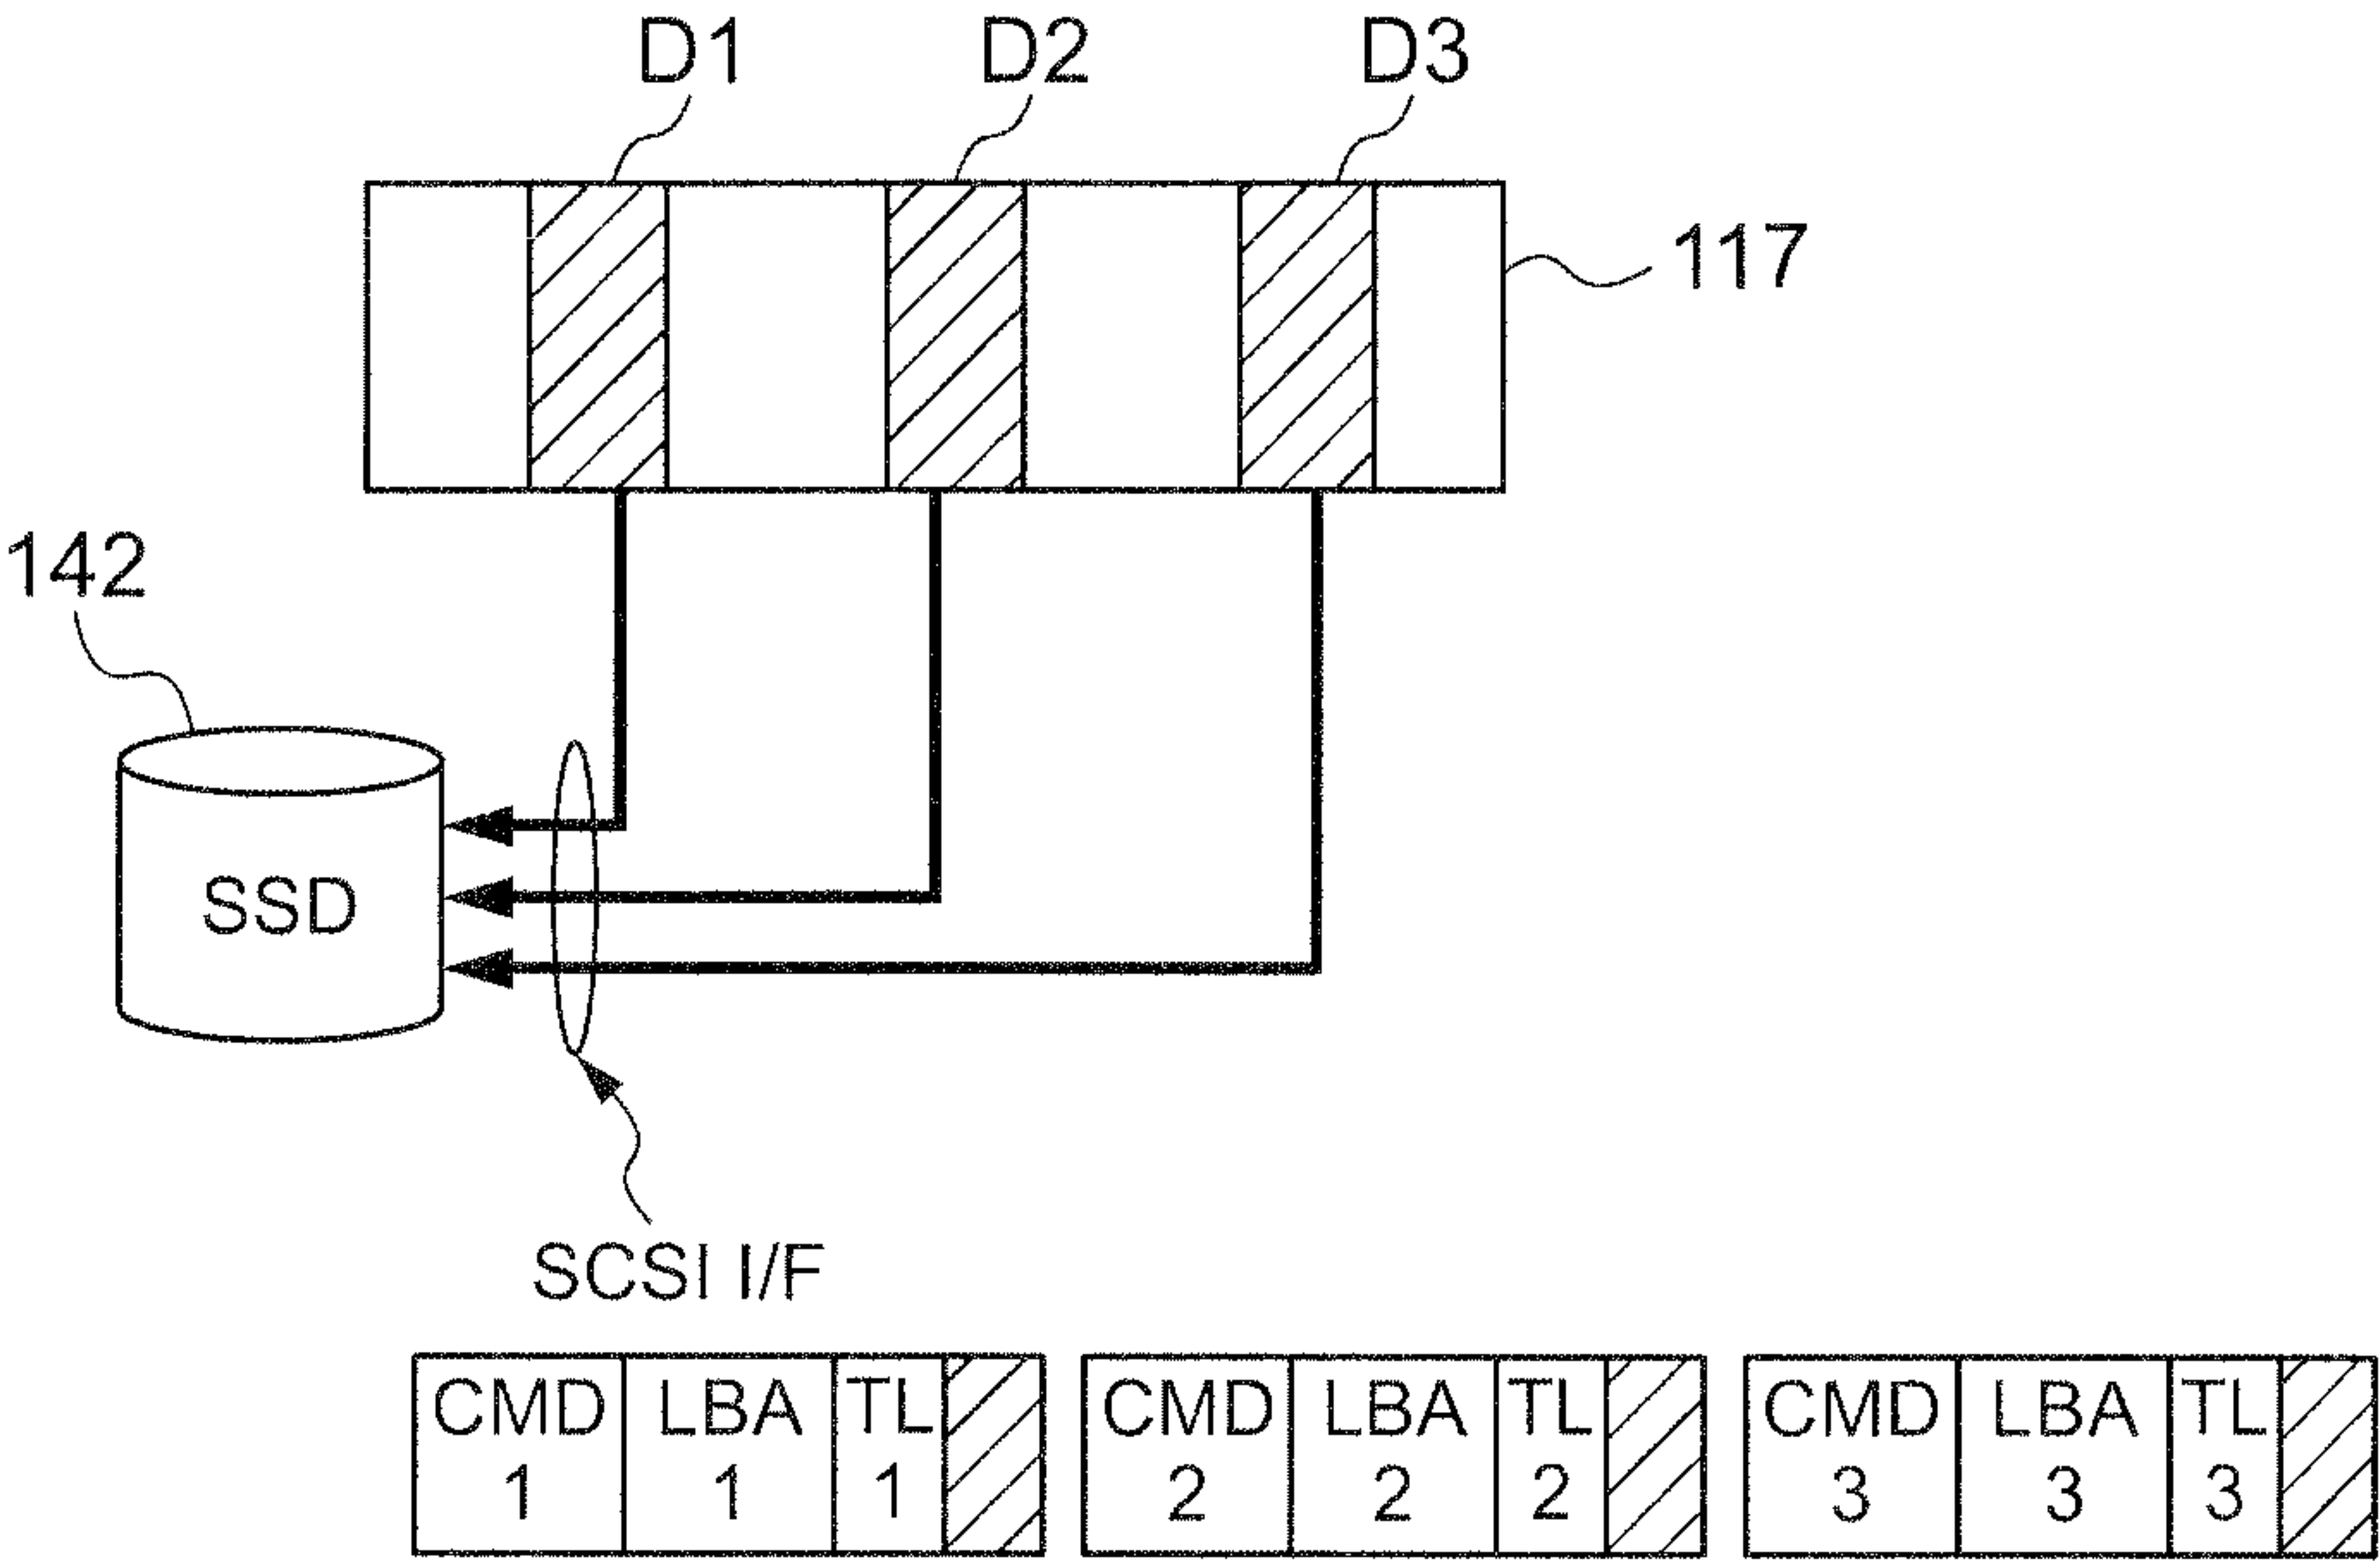 D1 D2 D3
117
142
SSD
SCSI I/F
CMD 1 LBA 1 TL 1 CMD 2 LBA 2 TL 2 CMD 3 LBA 3 TL 3